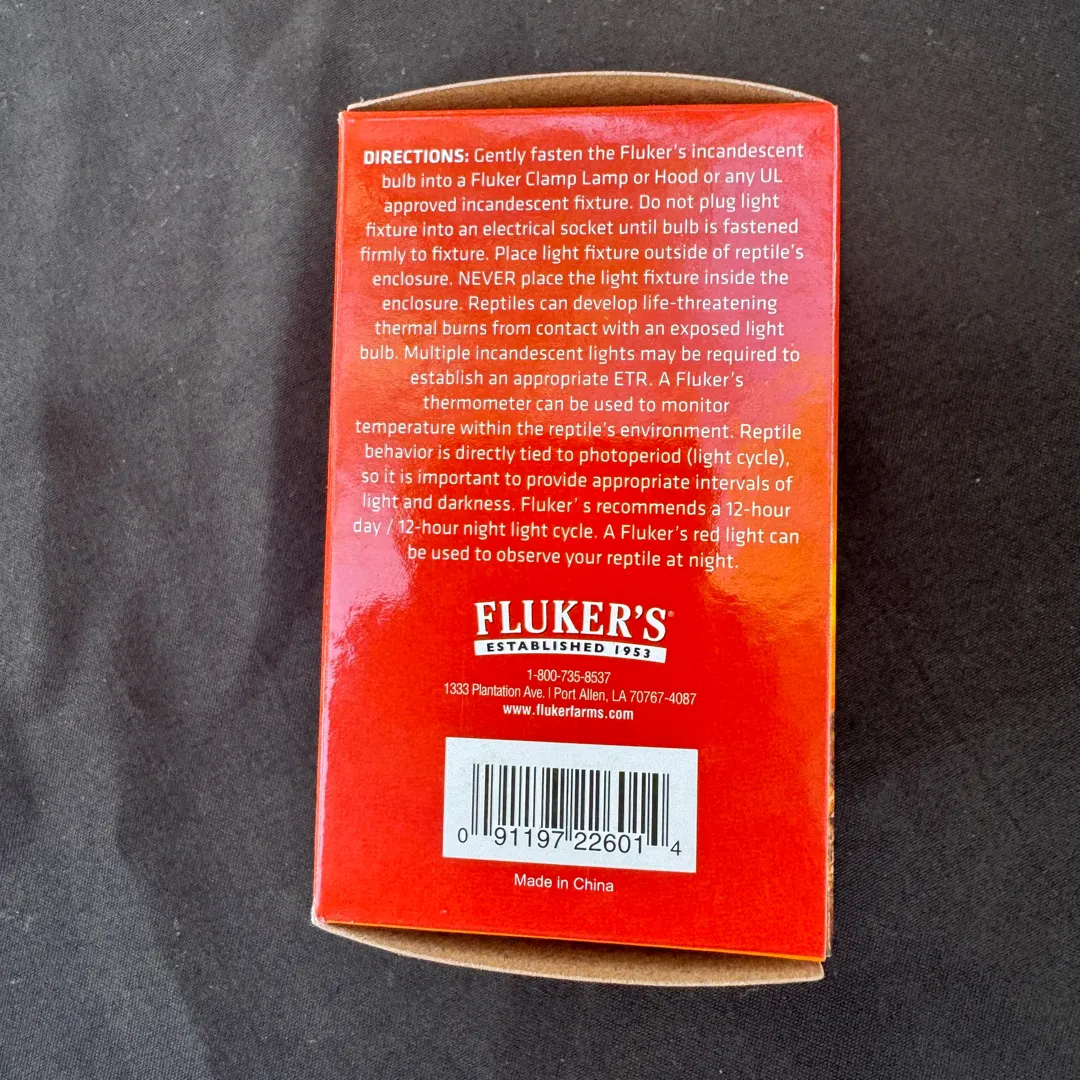 DIRECTIONS: Gently fasten the Fluker's incandescent
bulb into a Fluker Clamp Lamp or Hood or any UL
approved incandescent fixture. Do not plug light
fixture into an electrical socket until bulb is fastened
firmly to fixture. Place light fixture outside of reptile's
enclosure. NEVER place the light fixture inside the
enclosure. Reptiles can develop life-threatening
thermal burns from contact with an exposed light
bulb. Multiple incandescent lights may be required to
establish an appropriate ETR. A Fluker's
thermometer can be used to monitor
temperature within the reptile's environment. Reptile
behavior is directly tied to photoperiod (light cycle),
so it is important to provide appropriate intervals of
light and darkness. Fluker' s recommends a 12-hour
day / 12-hour night light cycle. A Fluker's red light can
be used to observe your reptile at night.
FLUKER'S®
ESTABLISHED 1953
1-800-735-8537
1333 Plantation Ave. | Port Allen, LA 70767-4087
www.flukerfarms.com
0 91197 22601 4
Made in China